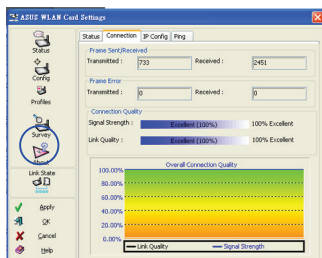 ASUS WLAN Card Settings
Status
Config
Profiles
Survey
About
Link State
Apply
OK
Cancel
Help
Status Connection IP Config Ping
Frame Sent/Received
Transmitted : 733 Received : 2451
Frame Error
Transmitted : 0 Received : 0
Connection Quality
Signal Strength : Excellent (100%) 100% Excellent
Link Quality : Excellent (100%) 100% Excellent
Overall Connection Quality
100.00%
80.00%
60.00%
40.00%
20.00%
0.00%
Link Quality Signal Strength